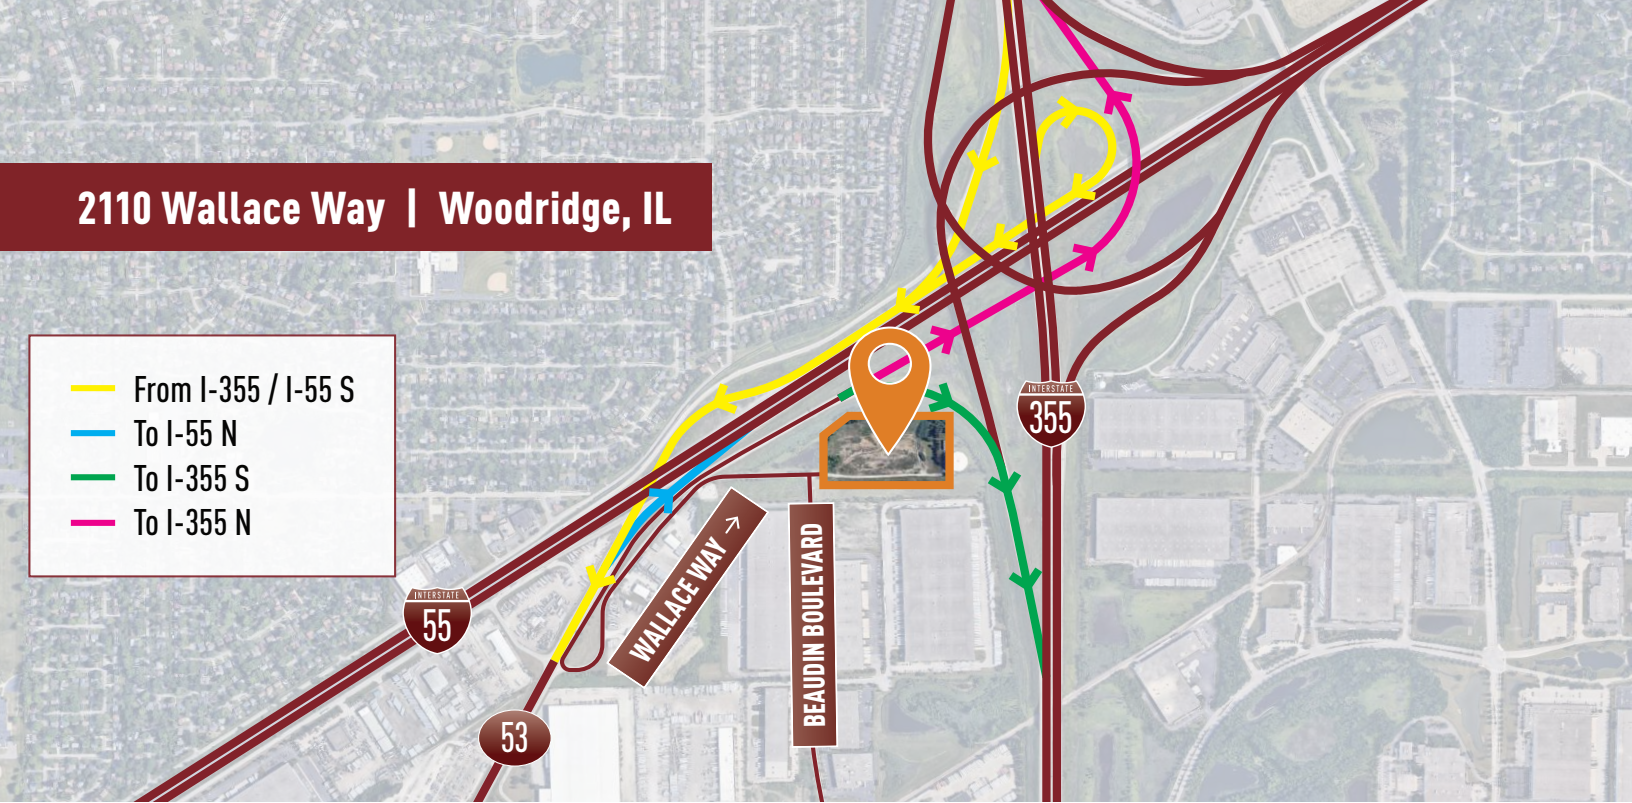 2110 Wallace Way | Woodridge, IL
From I-355 / I-55 S
To I-55 N
To I-355 S
To I-355 N
INTERSTATE
355
INTERSTATE
55
WALLACE WAY →
BEAUDIN BOULEVARD
53